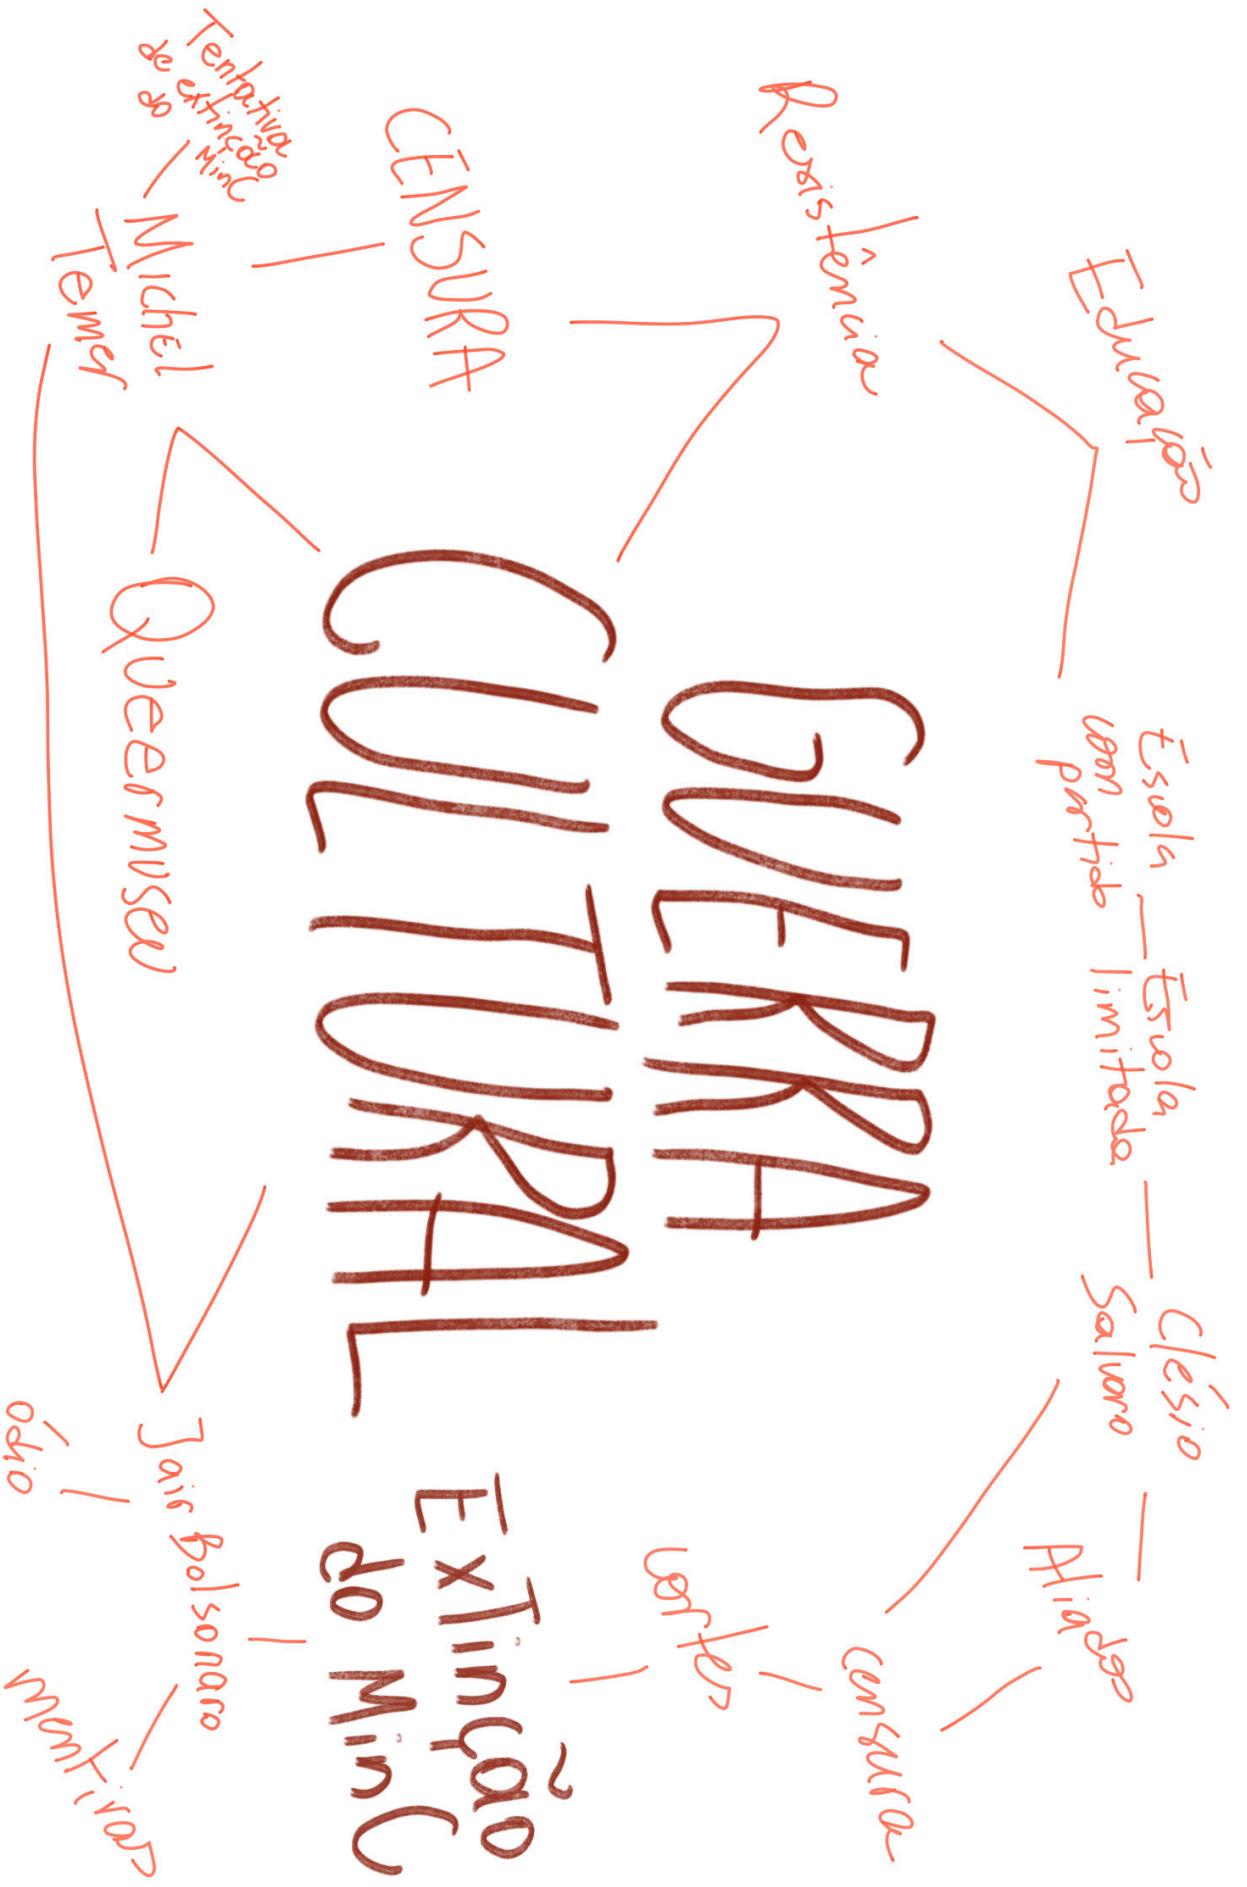 Educação
Escola
com partido
Escola
limitada
Clésio
Salvaro
Aliados
Resistência
GUERRA
CULTURAL
Cortes
Censura
CENSURA
Extinção
do MinC
Tentativa
de extinção
do MinC
MICHEL
Temer
Queermuseu
Jair Bolsonaro
Ódio
Mentiras